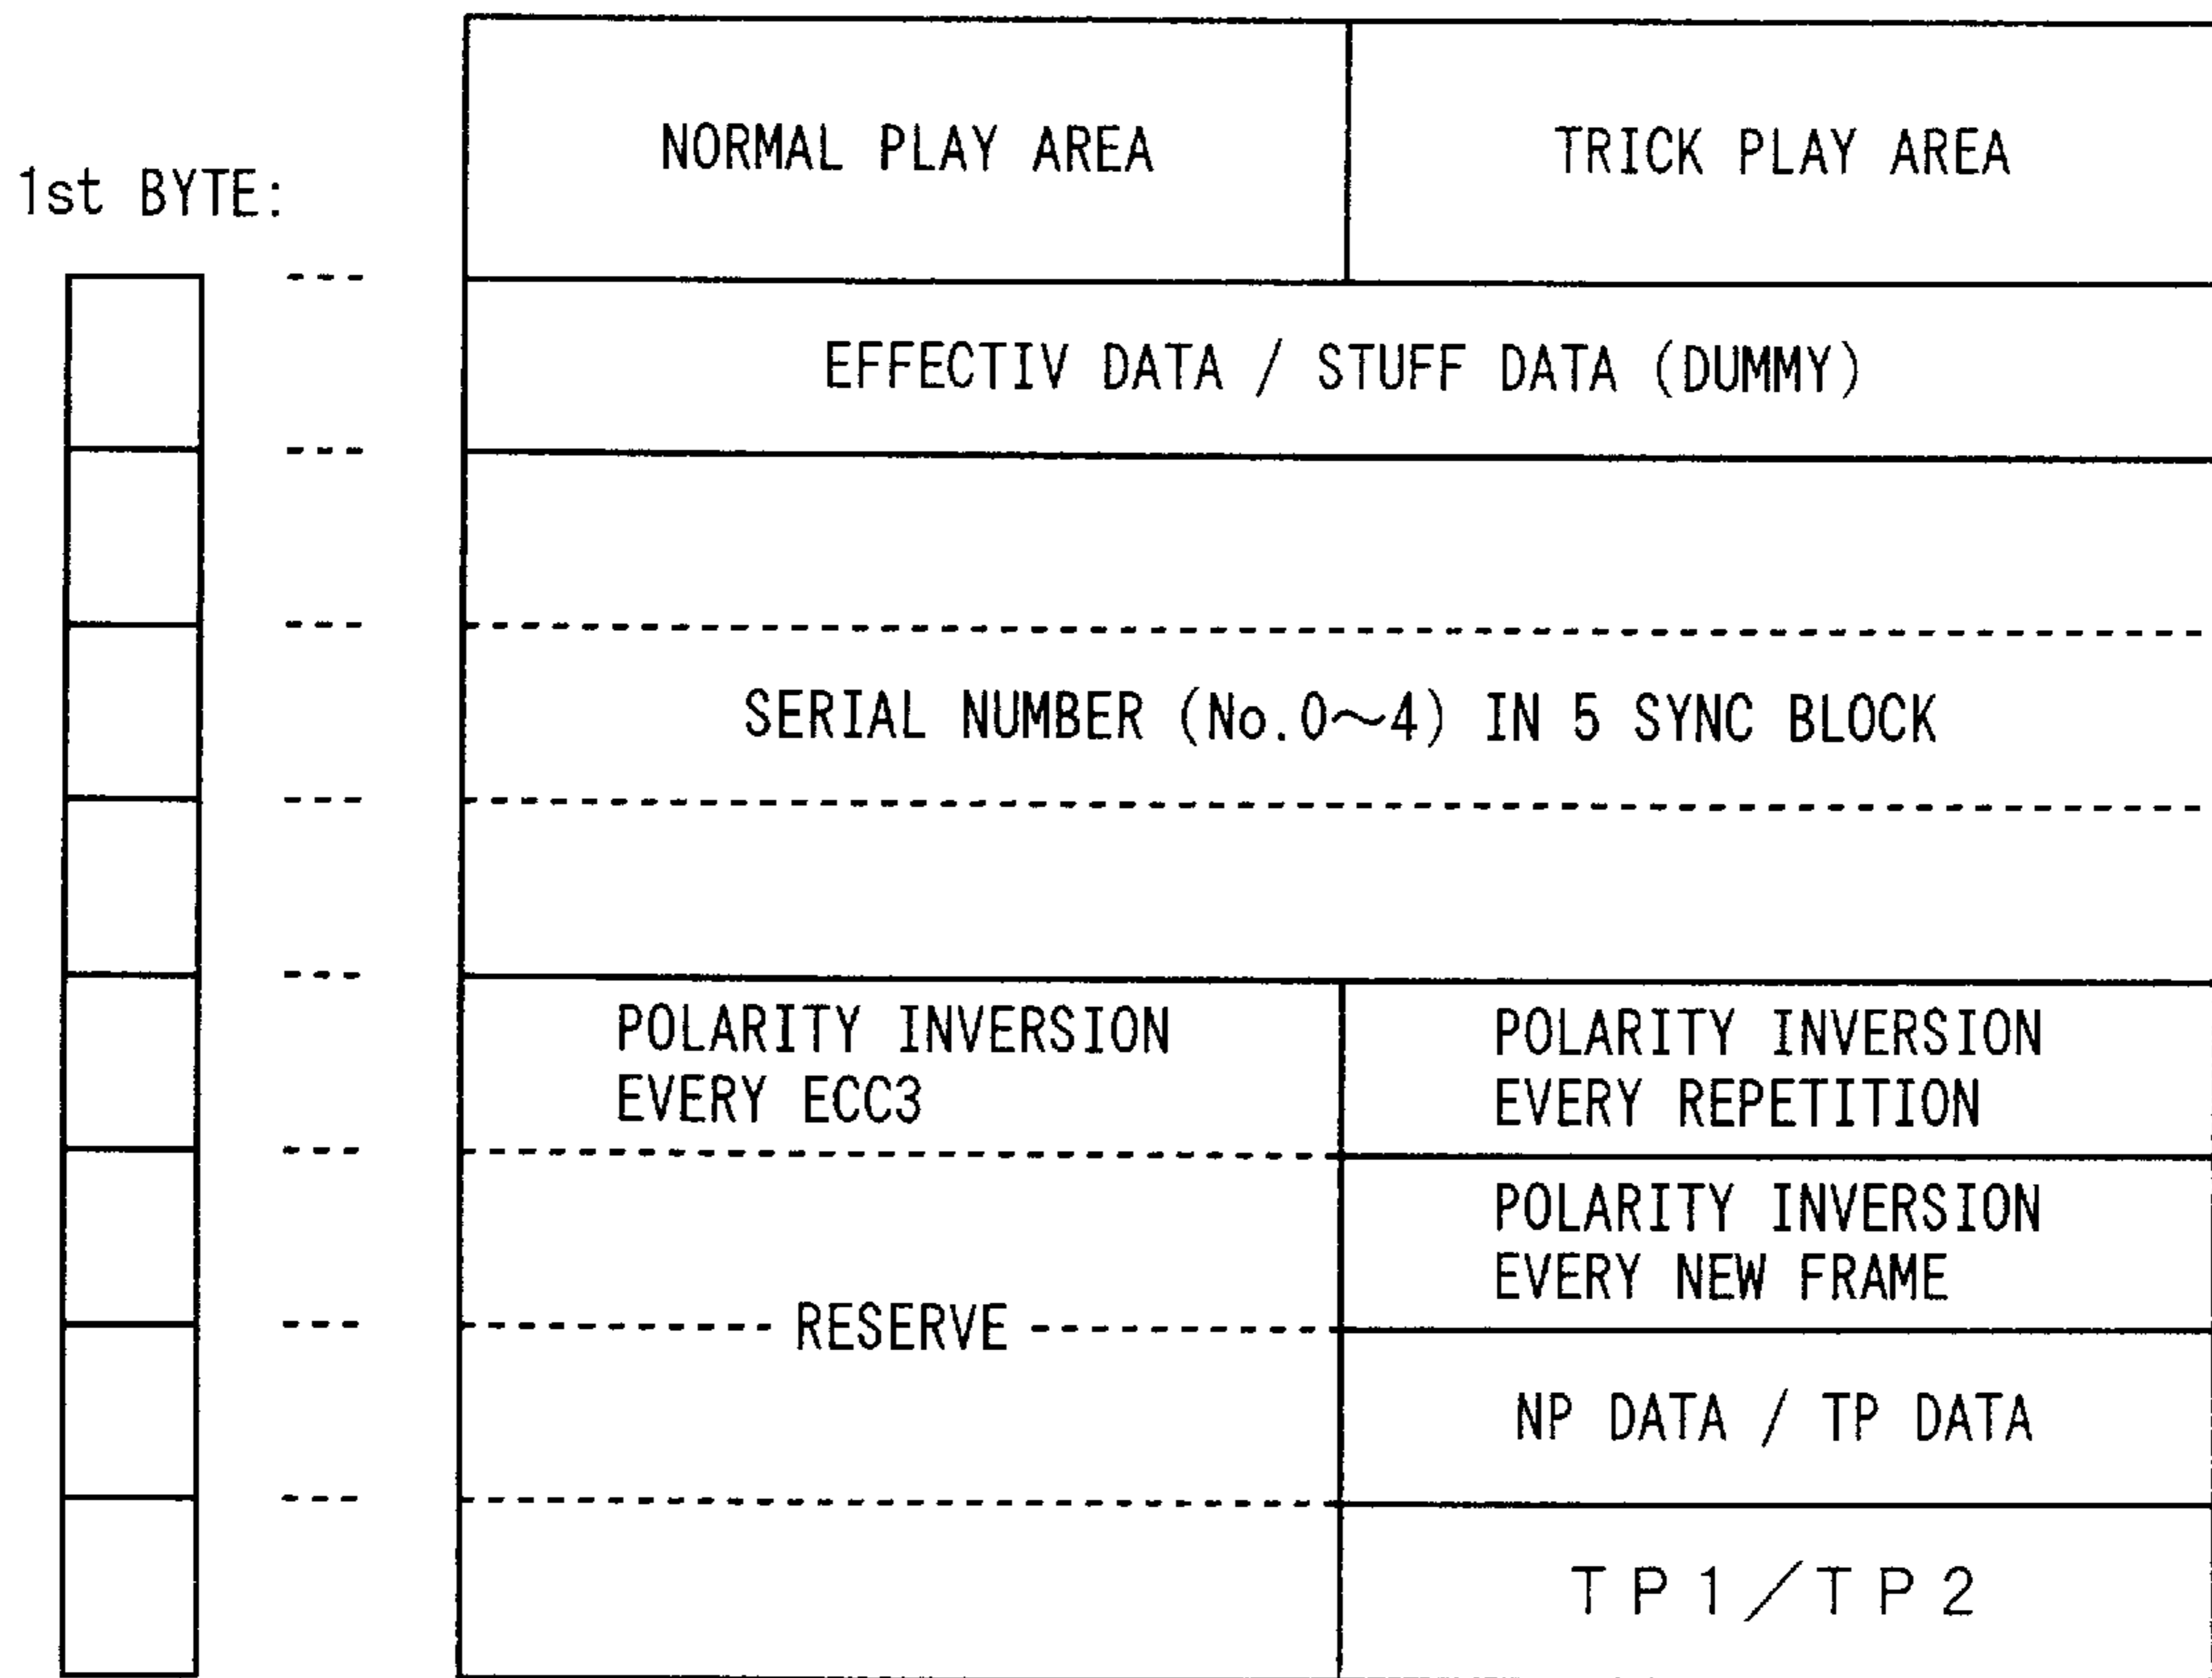 NORMAL PLAY AREA
TRICK PLAY AREA
1st BYTE:
EFFECTIV DATA / STUFF DATA (DUMMY)
SERIAL NUMBER (No.0~4) IN 5 SYNC BLOCK
POLARITY INVERSION
EVERY ECC3
POLARITY INVERSION
EVERY REPETITION
POLARITY INVERSION
EVERY NEW FRAME
RESERVE
NP DATA / TP DATA
TP1/TP2